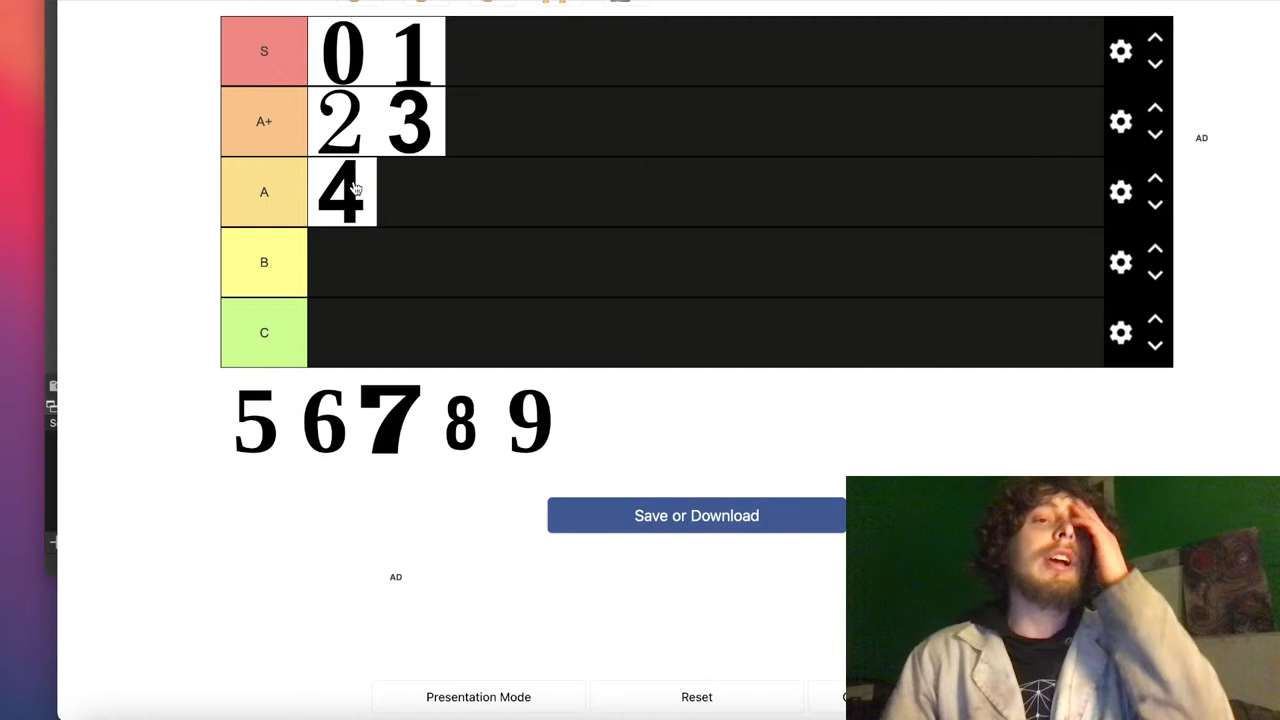 S 0 1
A+ 2 3
A 4
B
C
AD
5 6 7 8 9
Save or Download
AD
Presentation Mode
Reset